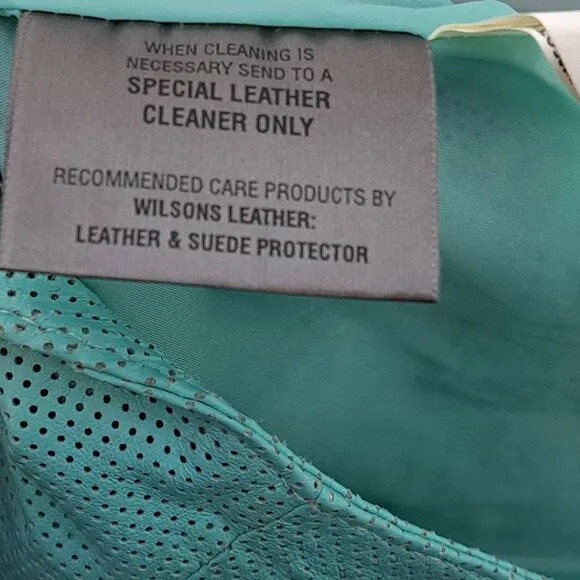 WHEN CLEANING IS
NECESSARY SEND TO A
SPECIAL LEATHER
CLEANER ONLY
RECOMMENDED CARE PRODUCTS BY
WILSONS LEATHER:
LEATHER & SUEDE PROTECTOR